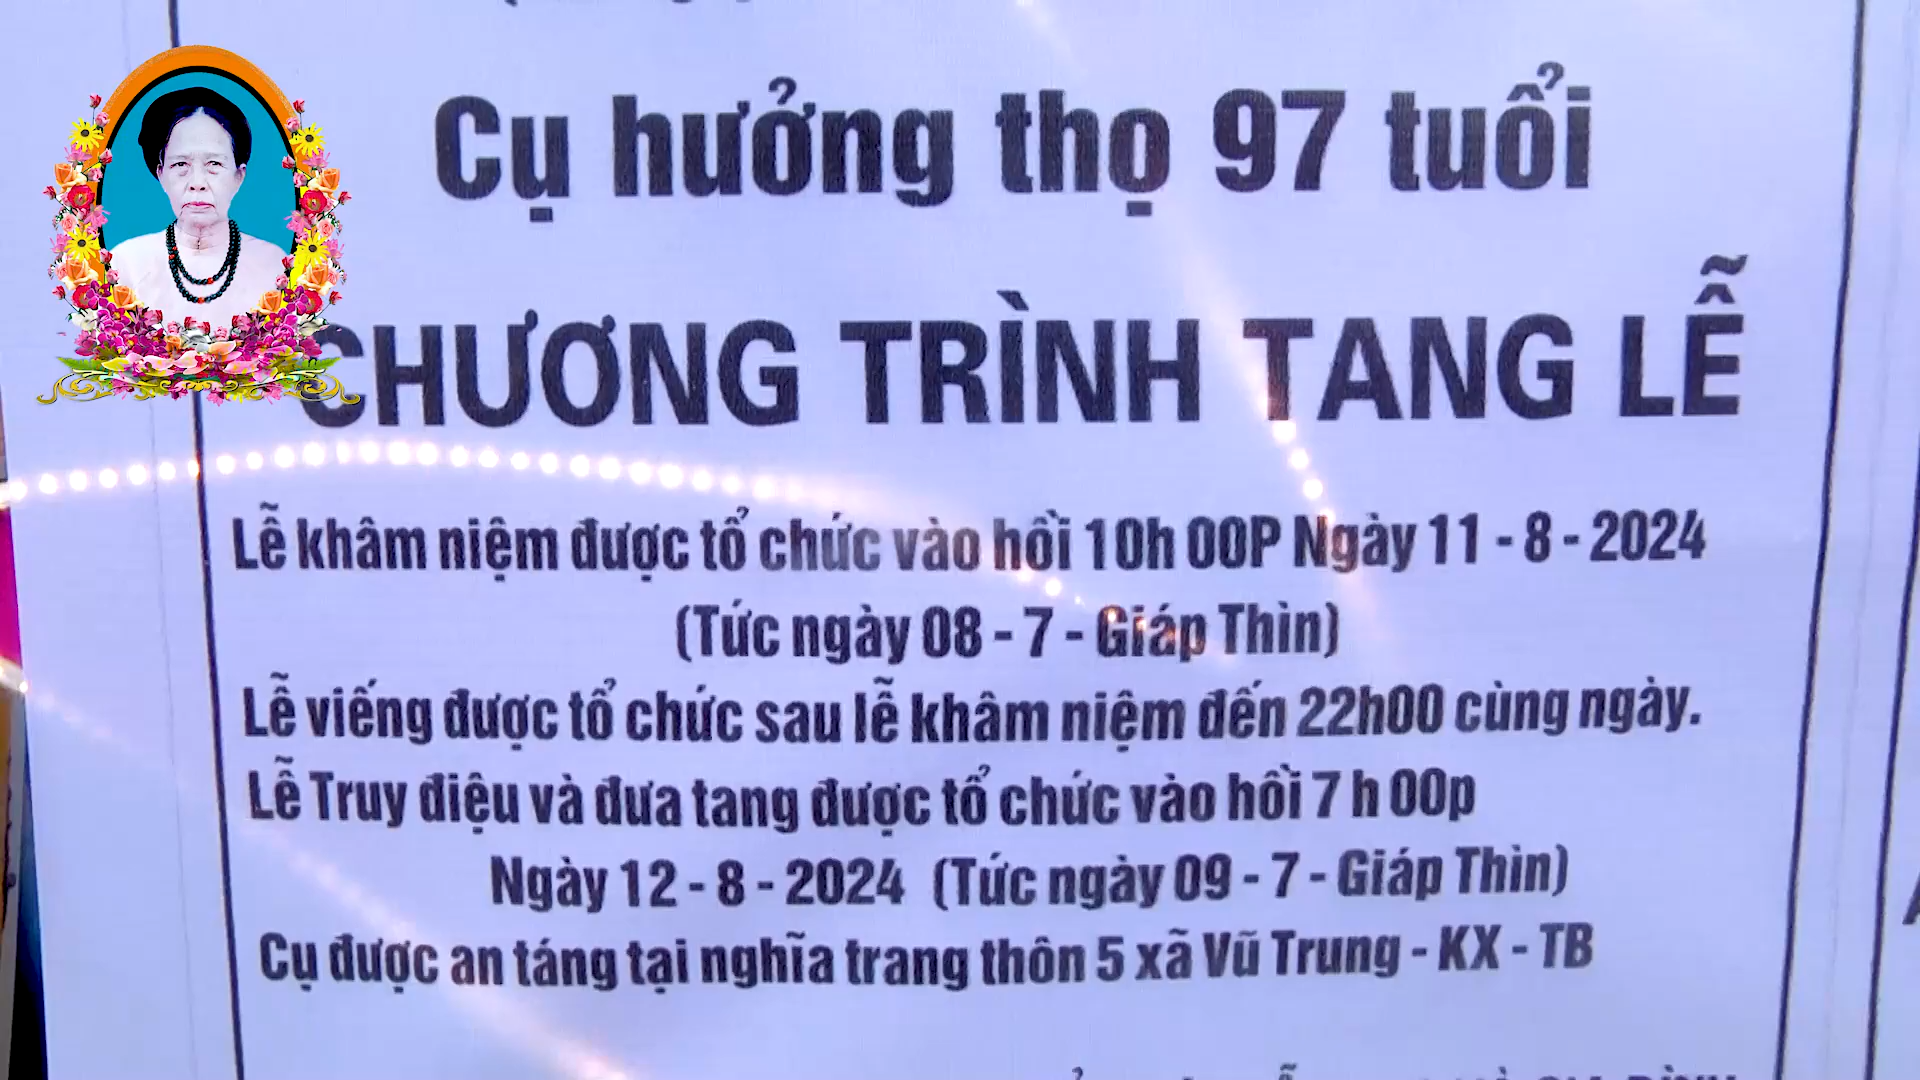 Cụ hưởng thọ 97 tuổi
CHƯƠNG TRÌNH TANG LỄ
Lễ khâm niệm được tổ chức vào hồi 10h 00P Ngày 11 - 8 - 2024
(Tức ngày 08 - 7 - Giáp Thìn)
Lễ viếng được tổ chức sau lễ khâm niệm đến 22h00 cùng ngày.
Lễ Truy điệu và đưa tang được tổ chức vào hồi 7 h 00p
Ngày 12 - 8 - 2024 (Tức ngày 09 - 7 - Giáp Thìn)
Cụ được an táng tại nghĩa trang thôn 5 xã Vũ Trung - KX - TB